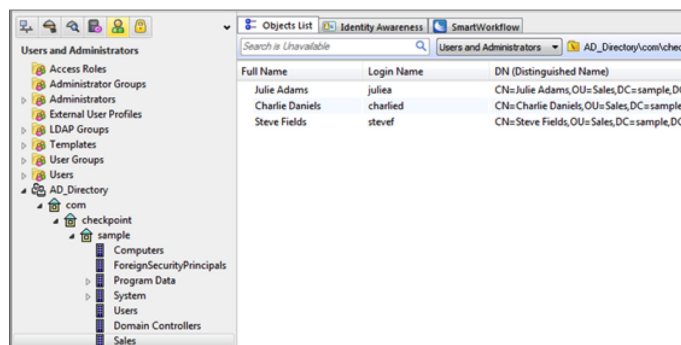 Objects List
Identity Awareness
SmartWorkflow
Users and Administrators
Search is Unavailable
Users and Administrators
AD_Directory\com\chec
Access Roles
Administrator Groups
Administrators
External User Profiles
LDAP Groups
Templates
User Groups
Users
AD_Directory
com
checkpoint
sample
Computers
ForeignSecurityPrincipals
Program Data
System
Users
Domain Controllers
Sales
Full Name Login Name DN (Distinguished Name)
Julie Adams juliea CN=Julie Adams,OU=Sales,DC=sample,DC
Charlie Daniels charlied CN=Charlie Daniels,OU=Sales,DC=sample
Steve Fields stevef CN=Steve Fields,OU=Sales,DC=sample,DC